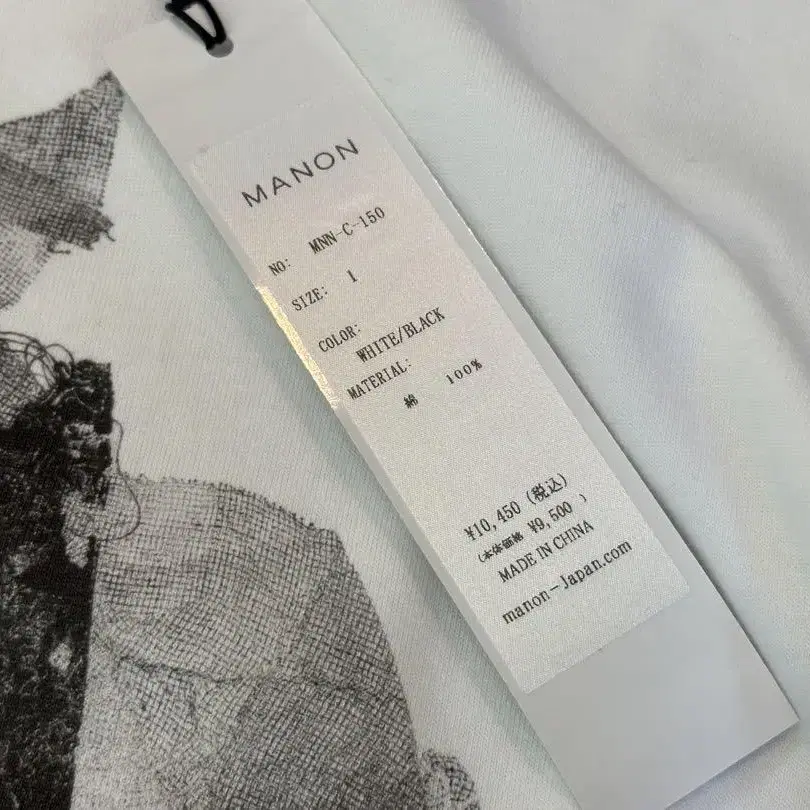 MANON
NO: MNN-C-150
SIZE: 1
COLOR:
WHITE/BLACK
MATERIAL:
綿 100%
¥10,450 (税込)
(本体価格 ¥9,500 )
MADE IN CHINA
manon-Japan.com